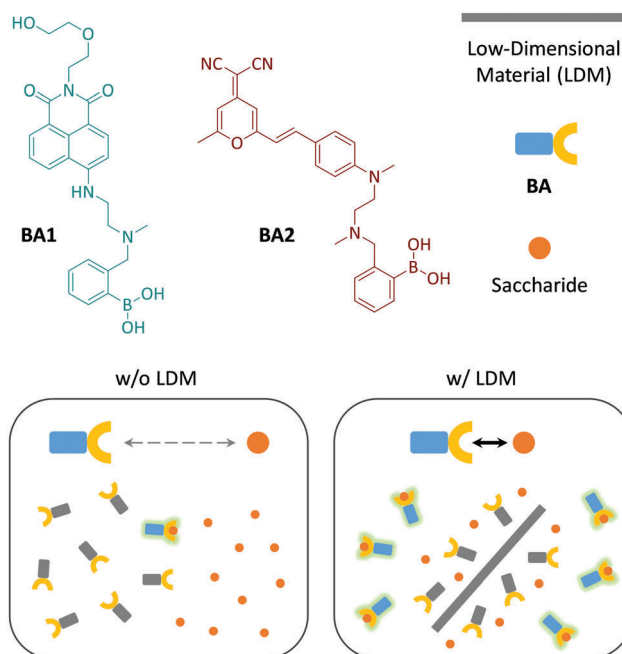 HO
O
N
O
O
HN
N
BA1
B
OH
OH
NC CN
O
N
BA2
N
OH
B
OH
Low-Dimensional
Material (LDM)
BA
Saccharide
w/o LDM
w/ LDM